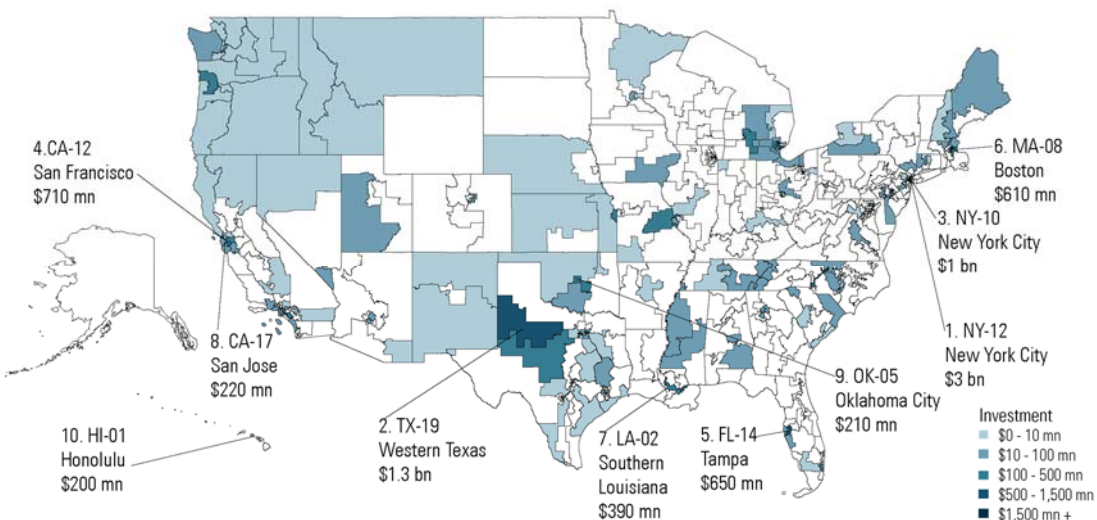 4.CA-12
San Francisco
$710 mn
6. MA-08
Boston
$610 mn
3. NY-10
New York City
$1 bn
1. NY-12
New York City
$3 bn
8. CA-17
San Jose
$220 mn
9. OK-05
Oklahoma City
$210 mn
10. HI-01
Honolulu
$200 mn
2. TX-19
Western Texas
$1.3 bn
7. LA-02
Southern
Louisiana
$390 mn
5. FL-14
Tampa
$650 mn
Investment
$0 - 10 mn
$10 - 100 mn
$100 - 500 mn
$500 - 1,500 mn
$1,500 mn +